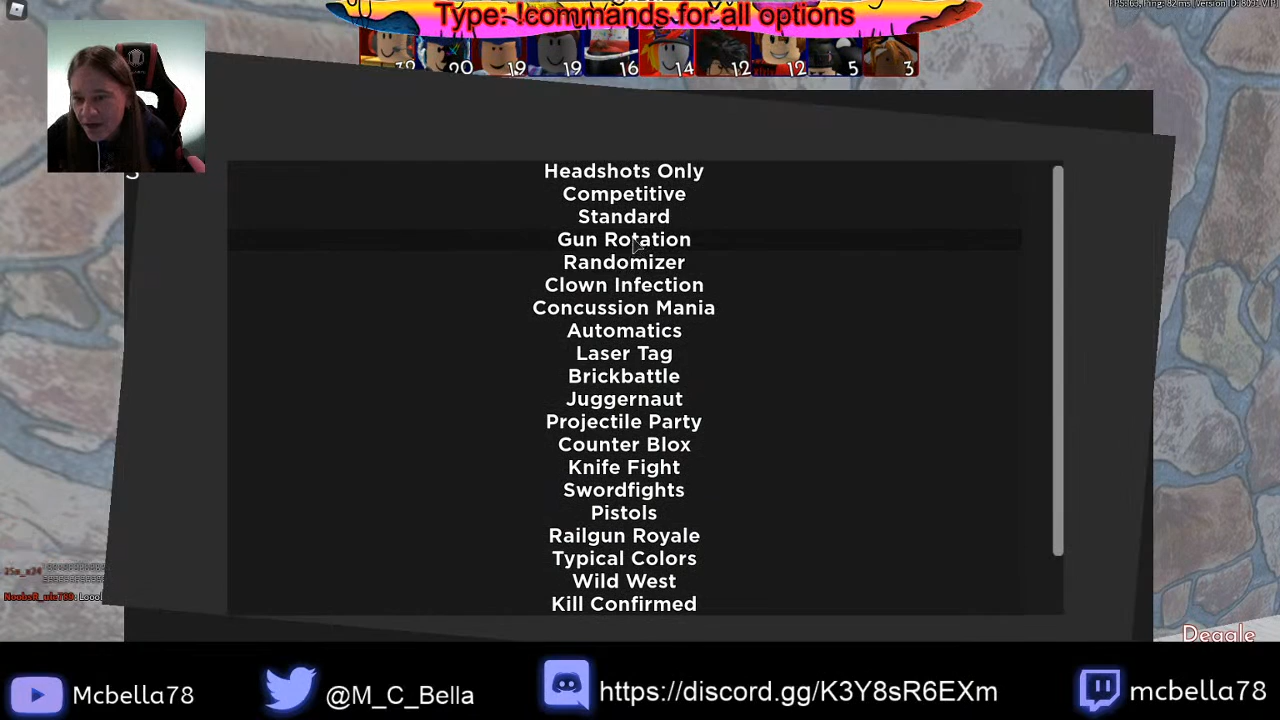 Type: !commands for all options
32 20 19 19 16 14 12 12 5 3
Headshots Only
Competitive
Standard
Gun Rotation
Randomizer
Clown Infection
Concussion Mania
Automatics
Laser Tag
Brickbattle
Juggernaut
Projectile Party
Counter Blox
Knife Fight
Swordfights
Pistols
Railgun Royale
Typical Colors
Wild West
Kill Confirmed
Deagle
Mcbella78
@M_C_Bella
https://discord.gg/K3Y8sR6EXm
mcbella78